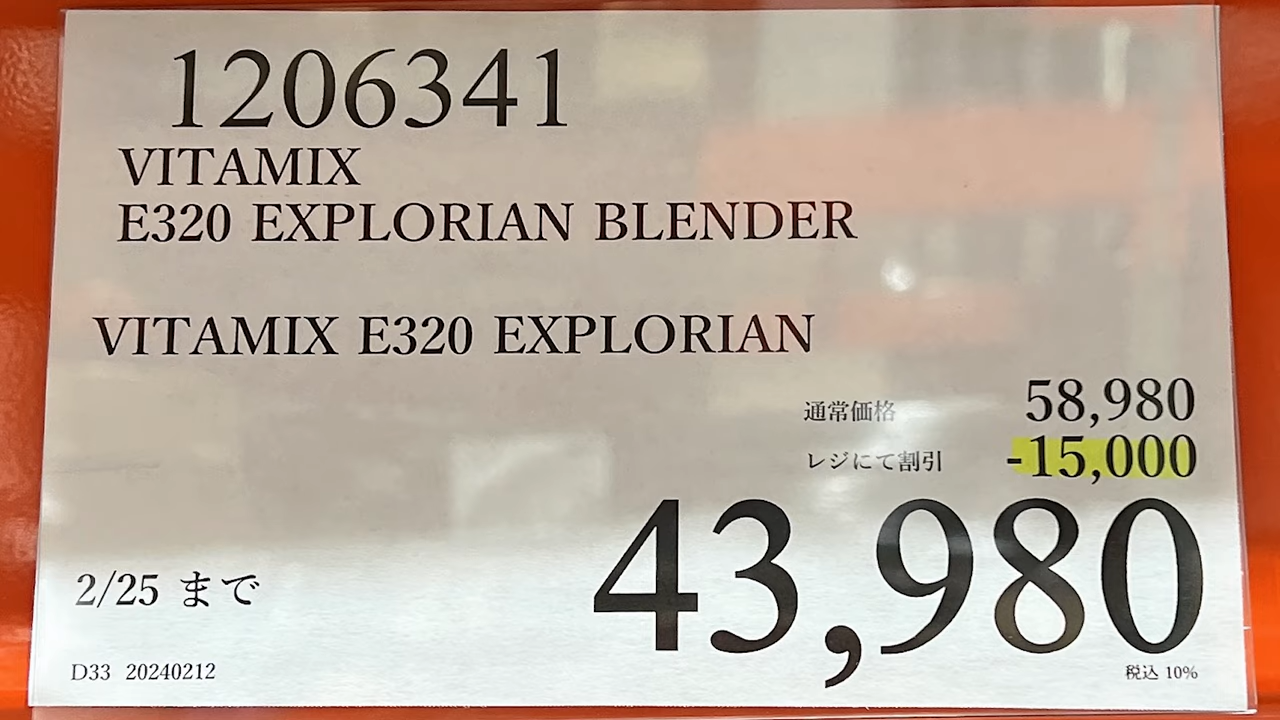 1206341
VITAMIX
E320 EXPLORIAN BLENDER
VITAMIX E320 EXPLORIAN
通常価格 58,980
レジにて割引 -15,000
43,980
2/25 まで
D33 20240212
税込 10%